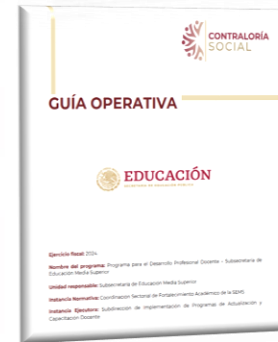 CONTRALORÍA
SOCIAL
GUÍA OPERATIVA
EDUCACIÓN
SECRETARÍA DE EDUCACIÓN PÚBLICA
Ejercicio fiscal: 2024
Nombre del programa: Programa para el Desarrollo Profesional Docente - Subsecretaría de
Educación Media Superior
Unidad responsable: Subsecretaría de Educación Media Superior
Instancia Normativa: Coordinación Sectorial de Fortalecimiento Académico de la SEMS
Instancia Ejecutora: Subdirección de Implementación de Programas de Actualización y
Capacitación Docente